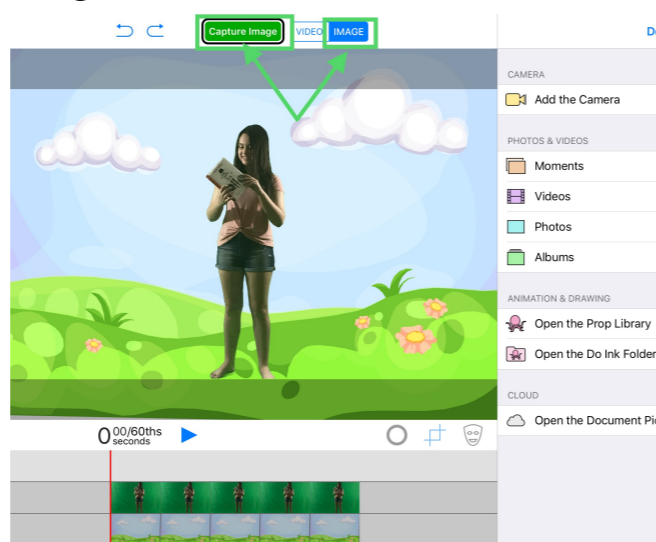 Capture Image VIDEO IMAGE
CAMERA
Add the Camera
PHOTOS & VIDEOS
Moments
Videos
Photos
Albums
ANIMATION & DRAWING
Open the Prop Library
Open the Do Ink Folder
CLOUD
Open the Document
0 00/60ths
seconds